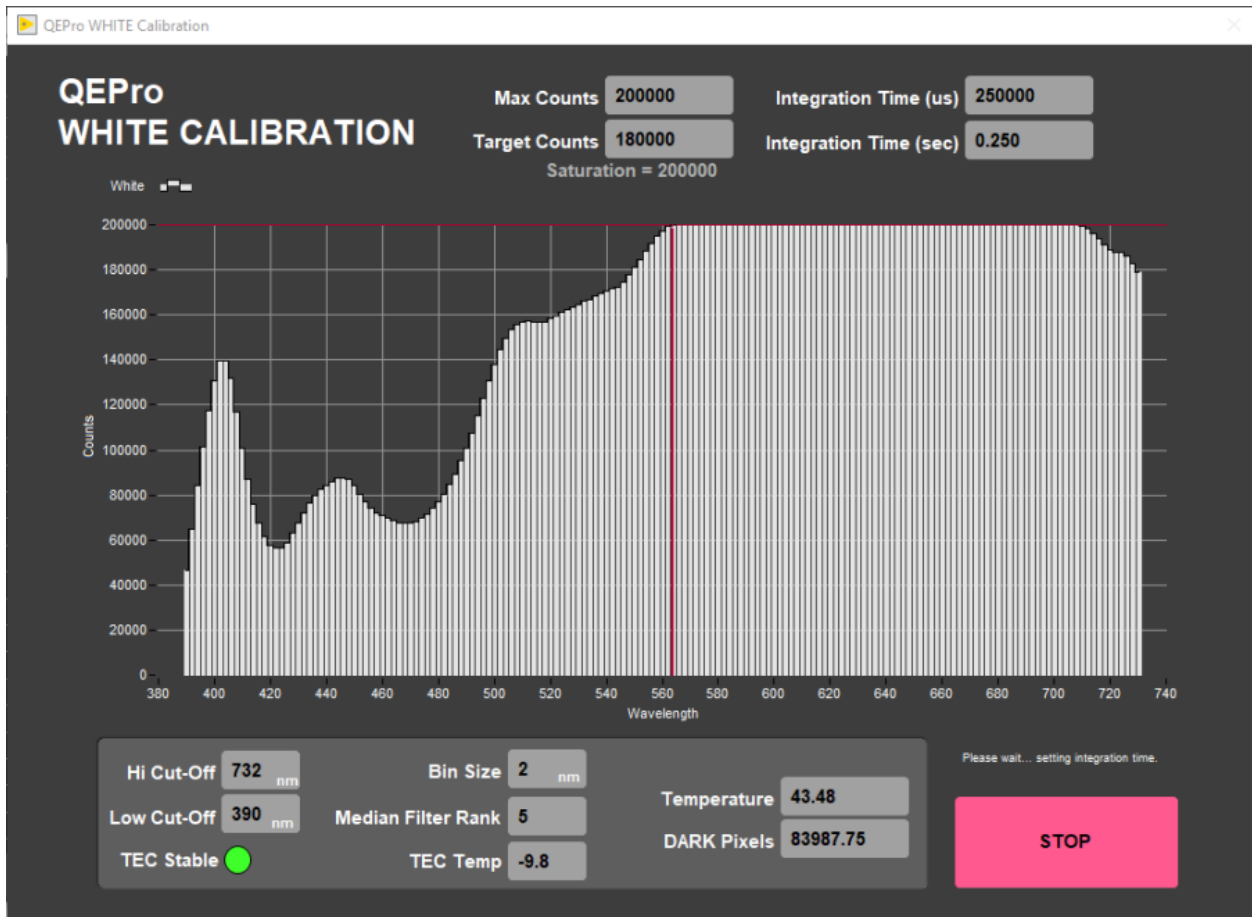 QEPro WHITE Calibration
QEPro
WHITE CALIBRATION
Max Counts 200000
Integration Time (us) 250000
Target Counts 180000
Integration Time (sec) 0.250
Saturation = 200000
White
200000
180000
160000
140000
120000
100000
80000
60000
40000
20000
0
Counts
380 400 420 440 460 480 500 520 540 560 580 600 620 640 660 680 700 720 740
Wavelength
Hi Cut-Off 732 nm
Low Cut-Off 390 nm
TEC Stable
Bin Size 2 nm
Median Filter Rank 5
TEC Temp -9.8
Temperature 43.48
DARK Pixels 83987.75
Please wait... setting integration time.
STOP